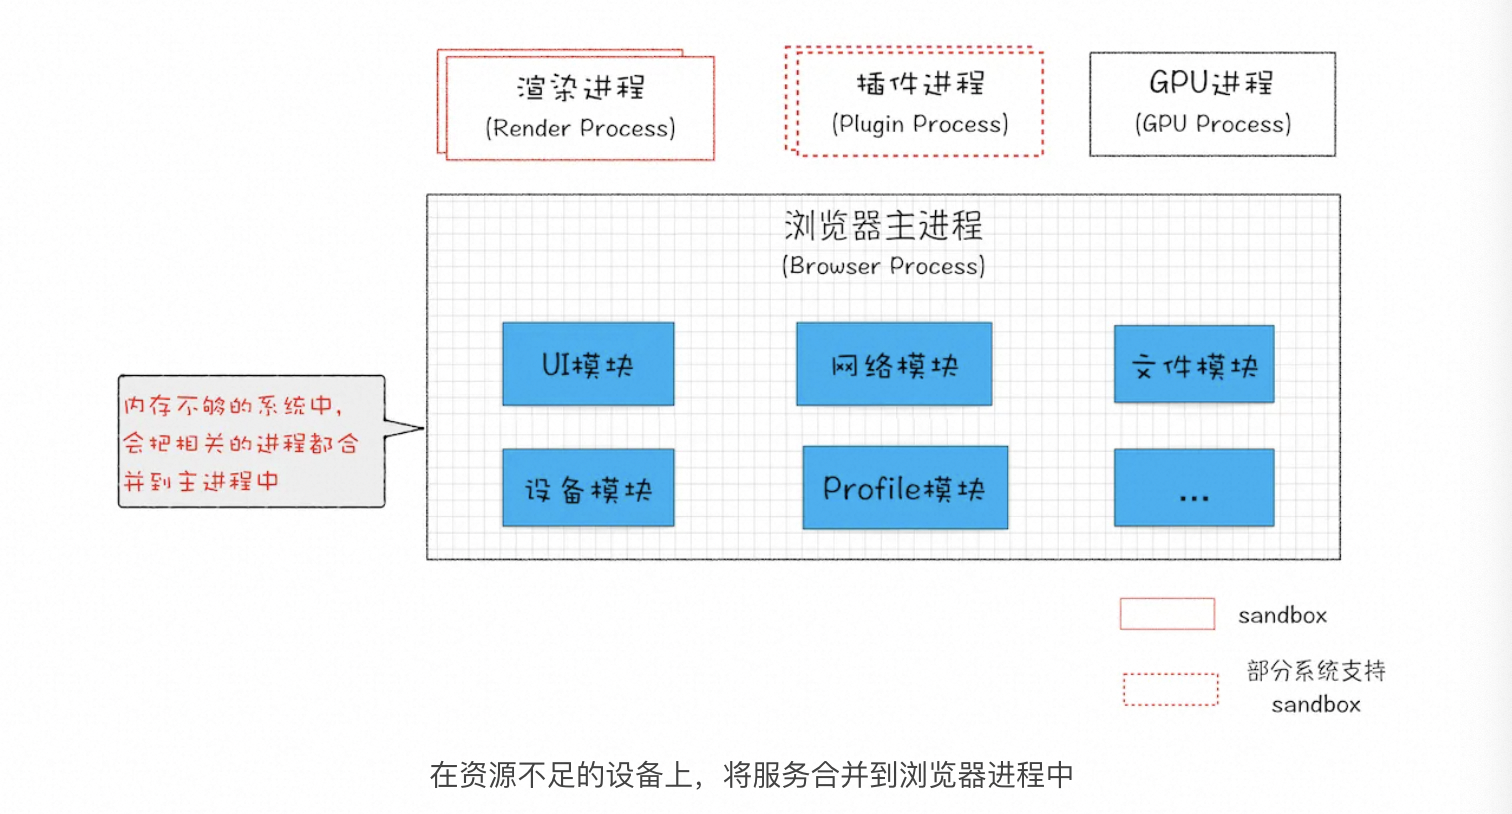 渲染进程
(Render Process)
插件进程
(Plugin Process)
GPU进程
(GPU Process)
浏览器主进程
(Browser Process)
UI模块
网络模块
文件模块
设备模块
Profile模块
...
内存不够的系统中，
会把相关的进程都合
并到主进程中
sandbox
部分系统支持
sandbox
在资源不足的设备上，将服务合并到浏览器进程中